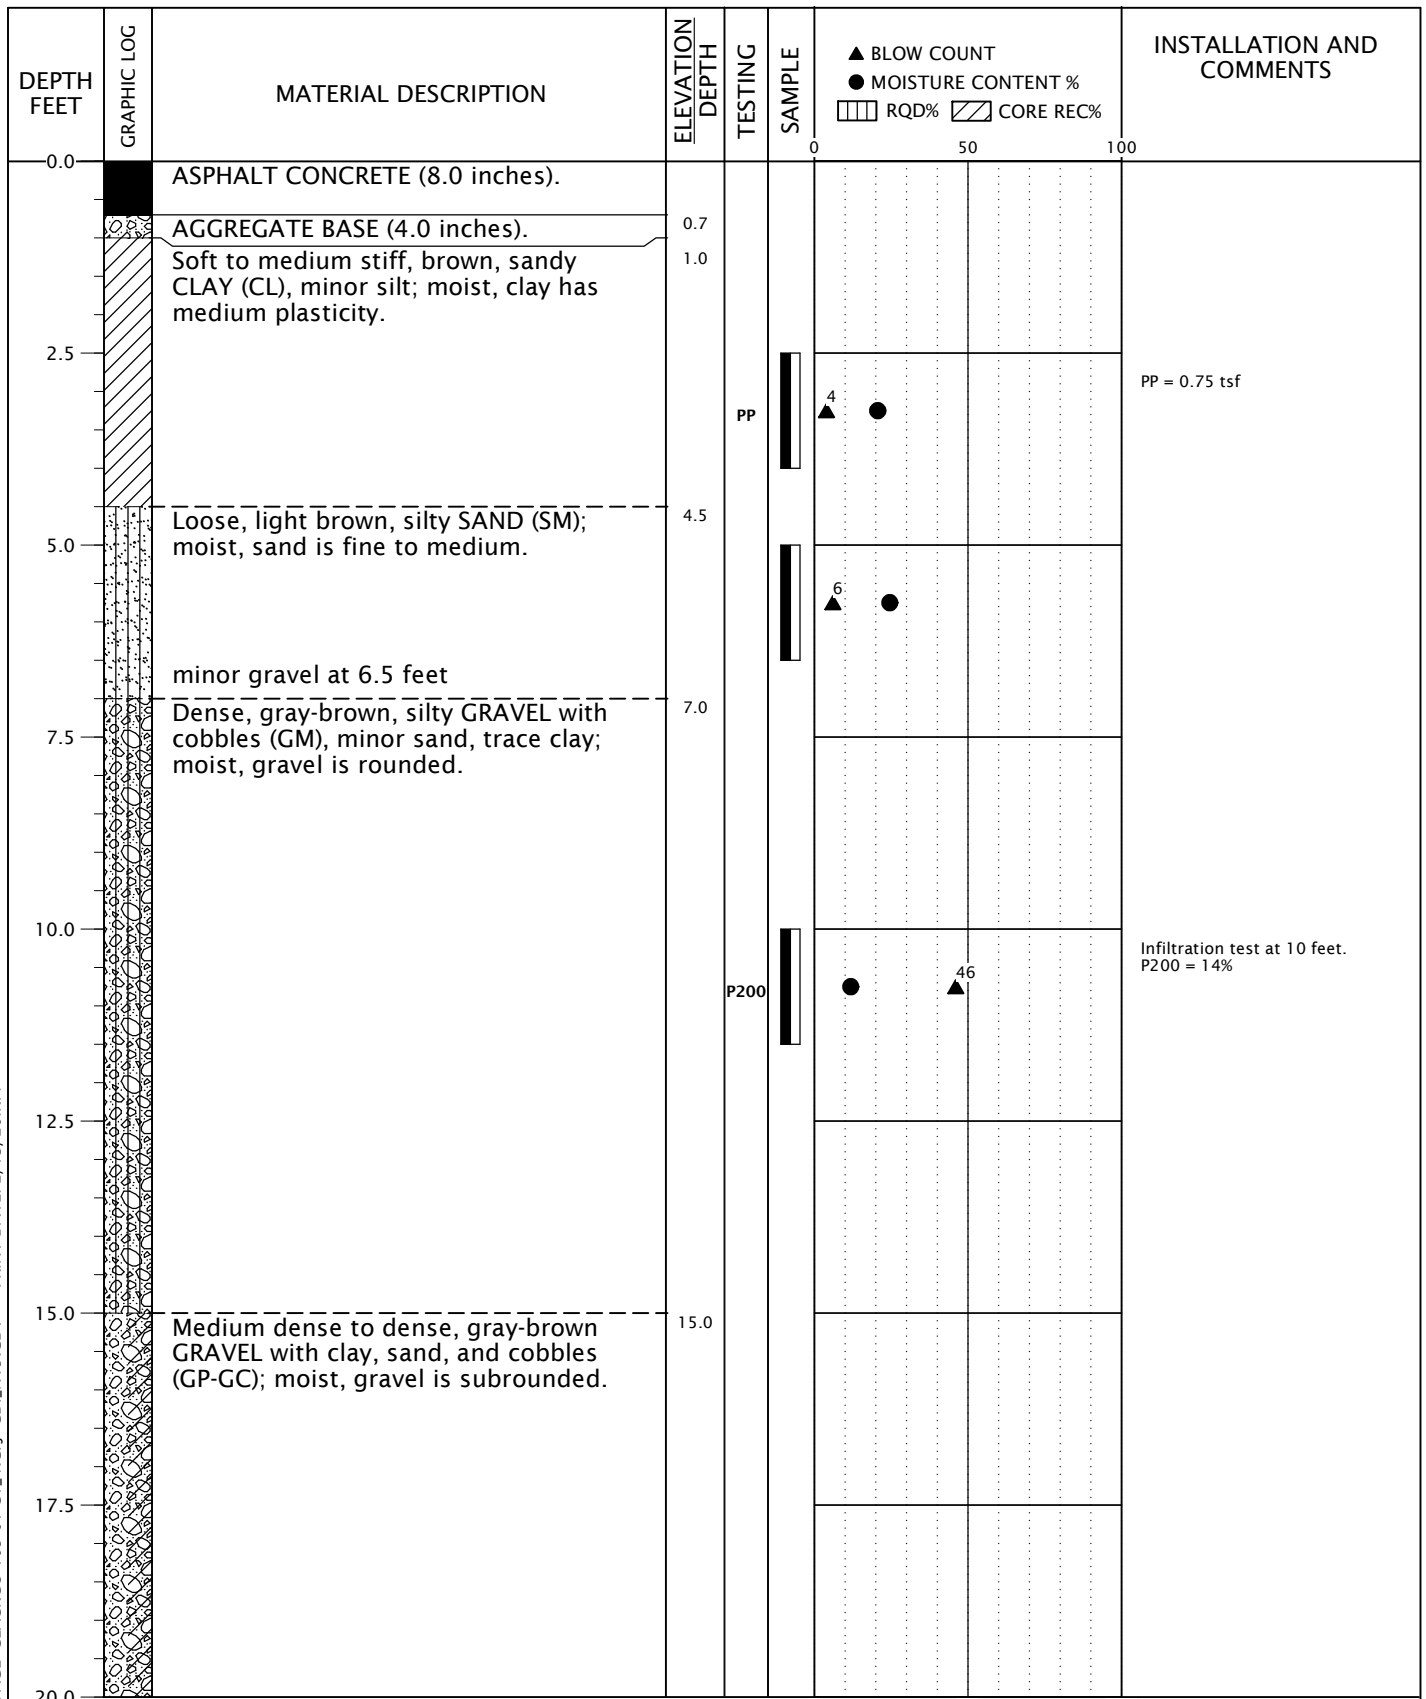 DEPTH
FEET
GRAPHIC LOG
MATERIAL DESCRIPTION
ELEVATION
DEPTH
TESTING
SAMPLE
▲ BLOW COUNT
● MOISTURE CONTENT %
RQD% CORE REC%
INSTALLATION AND
COMMENTS
0 50 100
0.0
ASPHALT CONCRETE (8.0 inches).
AGGREGATE BASE (4.0 inches).
0.7
Soft to medium stiff, brown, sandy
CLAY (CL), minor silt; moist, clay has
medium plasticity.
1.0
2.5
PP
4
PP = 0.75 tsf
Loose, light brown, silty SAND (SM);
moist, sand is fine to medium.
4.5
5.0
6
minor gravel at 6.5 feet
Dense, gray-brown, silty GRAVEL with
cobbles (GM), minor sand, trace clay;
moist, gravel is rounded.
7.0
7.5
10.0
P200
46
Infiltration test at 10 feet.
P200 = 14%
12.5
15.0
Medium dense to dense, gray-brown
GRAVEL with clay, sand, and cobbles
(GP-GC); moist, gravel is subrounded.
15.0
17.5
20.0